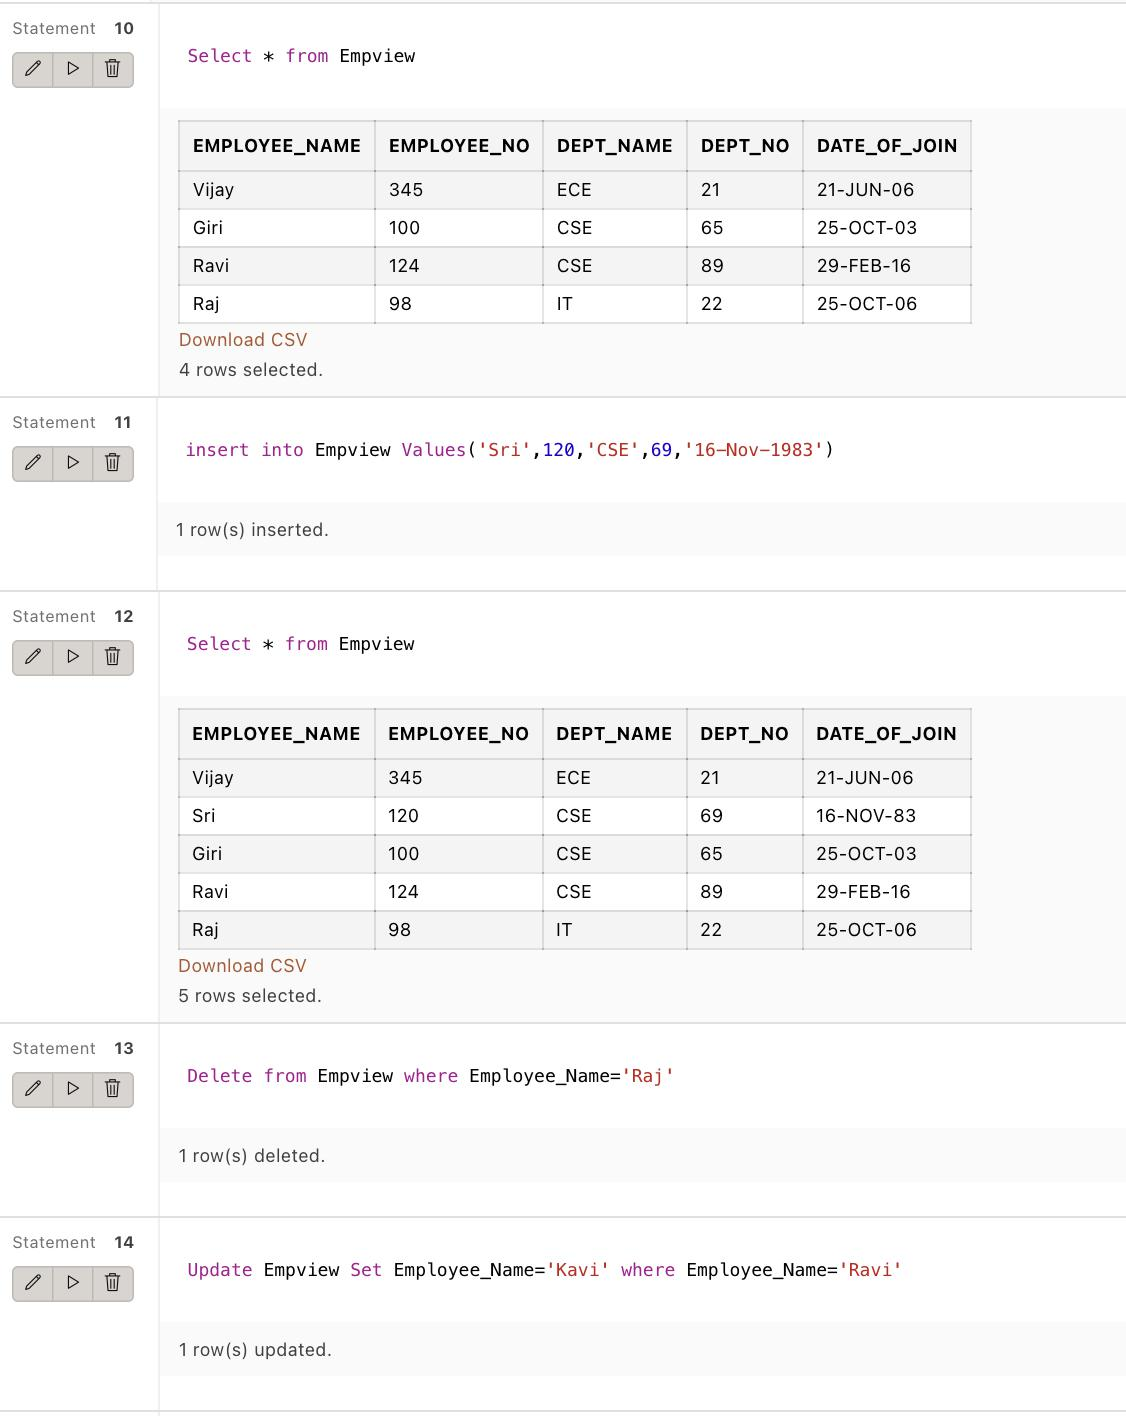 Statement 10
Select * from Empview
EMPLOYEE_NAME EMPLOYEE_NO DEPT_NAME DEPT_NO DATE_OF_JOIN
Vijay 345 ECE 21 21-JUN-06
Giri 100 CSE 65 25-OCT-03
Ravi 124 CSE 89 29-FEB-16
Raj 98 IT 22 25-OCT-06
Download CSV
4 rows selected.
Statement 11
insert into Empview Values('Sri',120,'CSE',69,'16-Nov-1983')
1 row(s) inserted.
Statement 12
Select * from Empview
EMPLOYEE_NAME EMPLOYEE_NO DEPT_NAME DEPT_NO DATE_OF_JOIN
Vijay 345 ECE 21 21-JUN-06
Sri 120 CSE 69 16-NOV-83
Giri 100 CSE 65 25-OCT-03
Ravi 124 CSE 89 29-FEB-16
Raj 98 IT 22 25-OCT-06
Download CSV
5 rows selected.
Statement 13
Delete from Empview where Employee_Name='Raj'
1 row(s) deleted.
Statement 14
Update Empview Set Employee_Name='Kavi' where Employee_Name='Ravi'
1 row(s) updated.